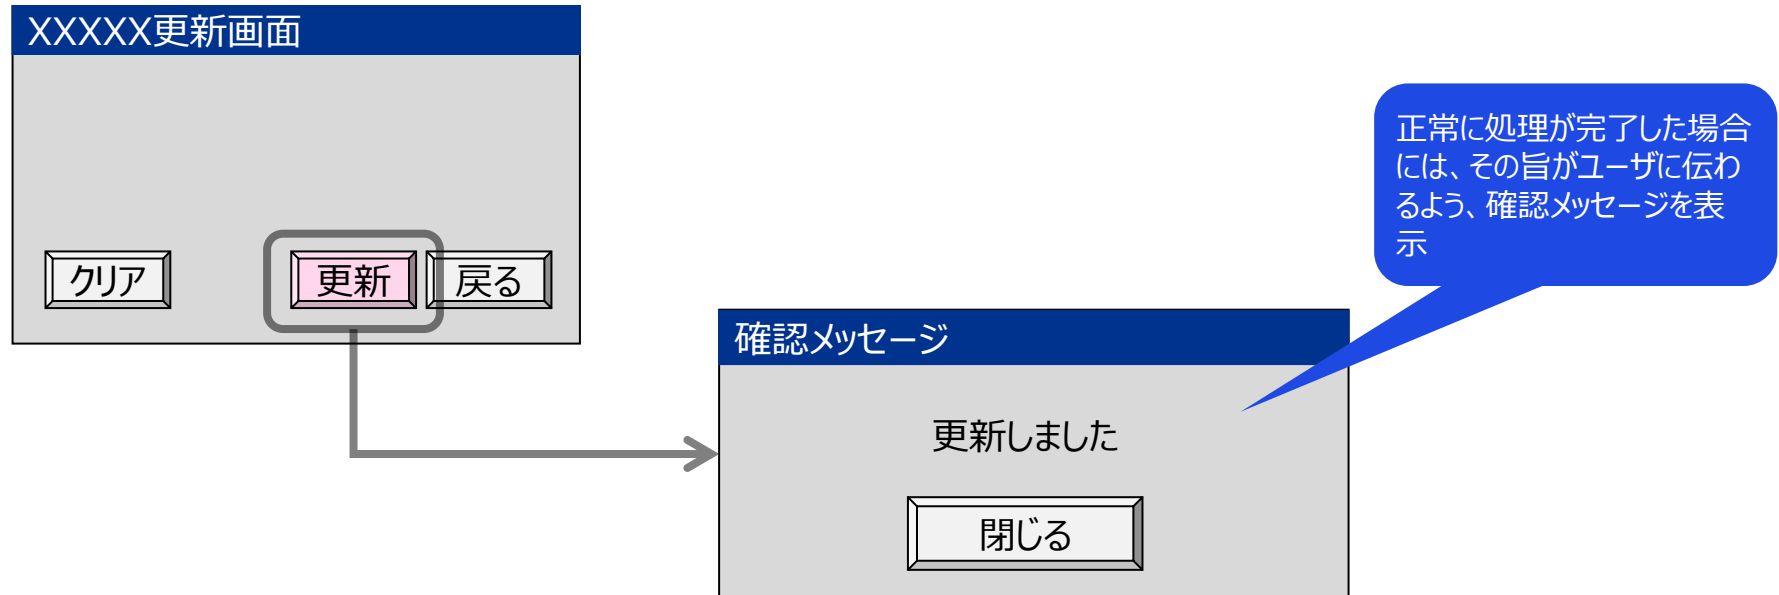 XXXXX更新画面
クリア
更新
戻る
正常に処理が完了した場合
には、その旨がユーザに伝わ
るよう、確認メッセージを表
示
確認メッセージ
更新しました
閉じる